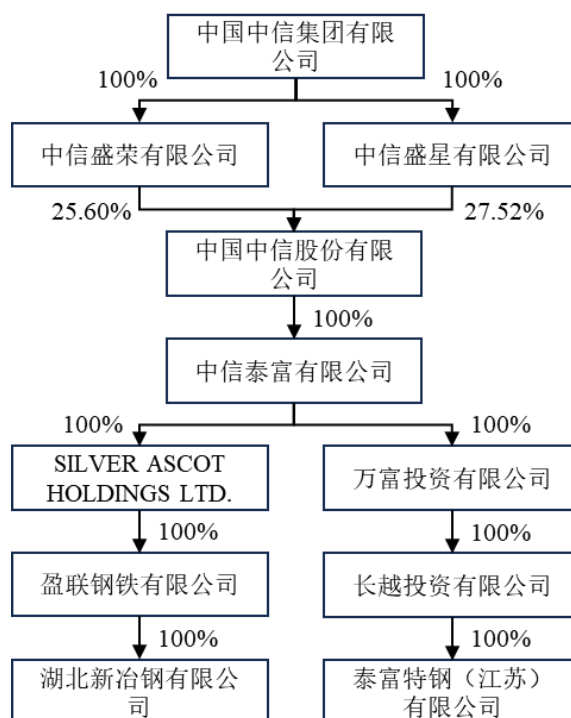 中国中信集团有限
公司
100%
100%
中信盛荣有限公司
中信盛星有限公司
25.60%
27.52%
中国中信股份有限
公司
100%
中信泰富有限公司
100%
100%
SILVER ASCOT
HOLDINGS LTD.
万富投资有限公司
100%
100%
盈联钢铁有限公司
长越投资有限公司
100%
100%
湖北新冶钢有限公
司
泰富特钢（江苏）
有限公司